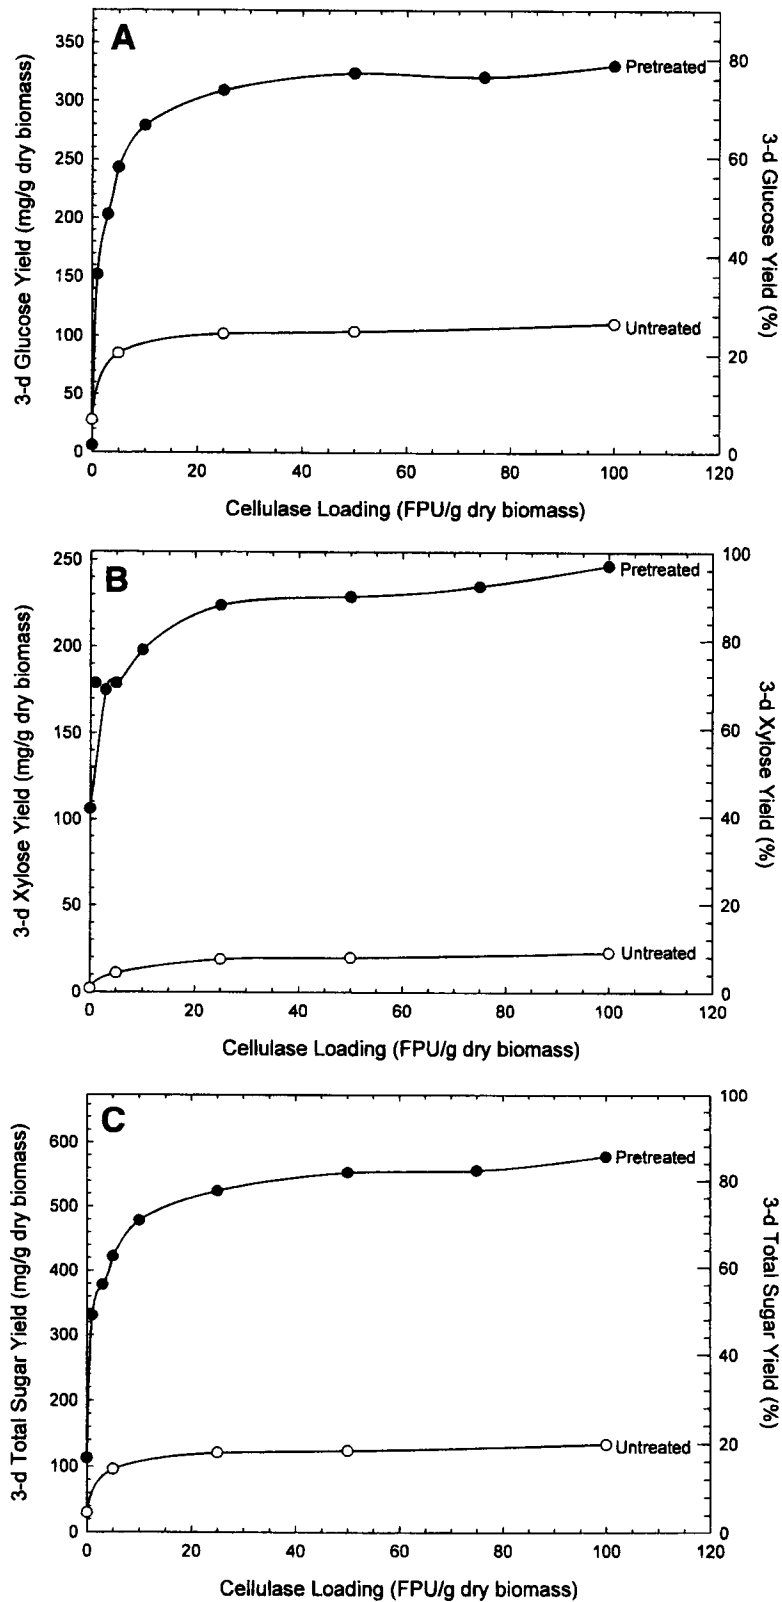 A
350
300
250
200
150
100
50
0
3-d Glucose Yield (mg/g dry biomass)
80
60
40
20
0
3-d Glucose Yield (%)
Pretreated
Untreated
0 20 40 60 80 100 120
Cellulase Loading (FPU/g dry biomass)
B
250
200
150
100
50
0
3-d Xylose Yield (mg/g dry biomass)
100
80
60
40
20
0
3-d Xylose Yield (%)
Pretreated
Untreated
0 20 40 60 80 100 120
Cellulase Loading (FPU/g dry biomass)
C
600
500
400
300
200
100
0
3-d Total Sugar Yield (mg/g dry biomass)
100
80
60
40
20
0
3-d Total Sugar Yield (%)
Pretreated
Untreated
0 20 40 60 80 100 120
Cellulase Loading (FPU/g dry biomass)